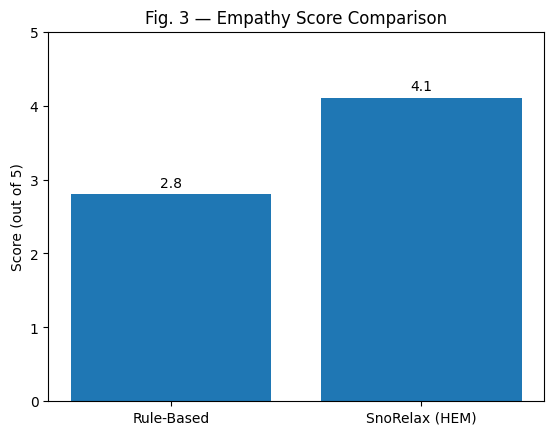 Fig. 3 — Empathy Score Comparison
Score (out of 5)
5
4
3
2
1
0
2.8
4.1
Rule-Based
SnoRelax (HEM)